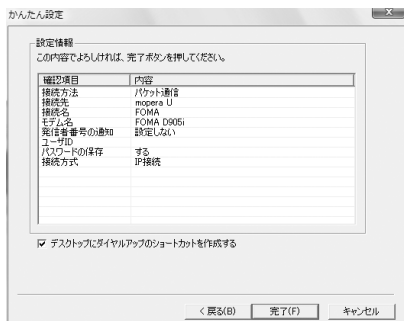 かんたん設定
設定情報
この内容でよろしければ、完了ボタンを押してください。
確認項目 内容
接続方法 パケット通信
接続先 mopera U
接続名 FOMA
モデム名 FOMA D905i
発信者番号の通知 設定しない
ユーザID
パスワードの保存 する
接続方式 IP接続
デスクトップにダイヤルアップのショートカットを作成する
< 戻る(B) 完了(F) キャンセル